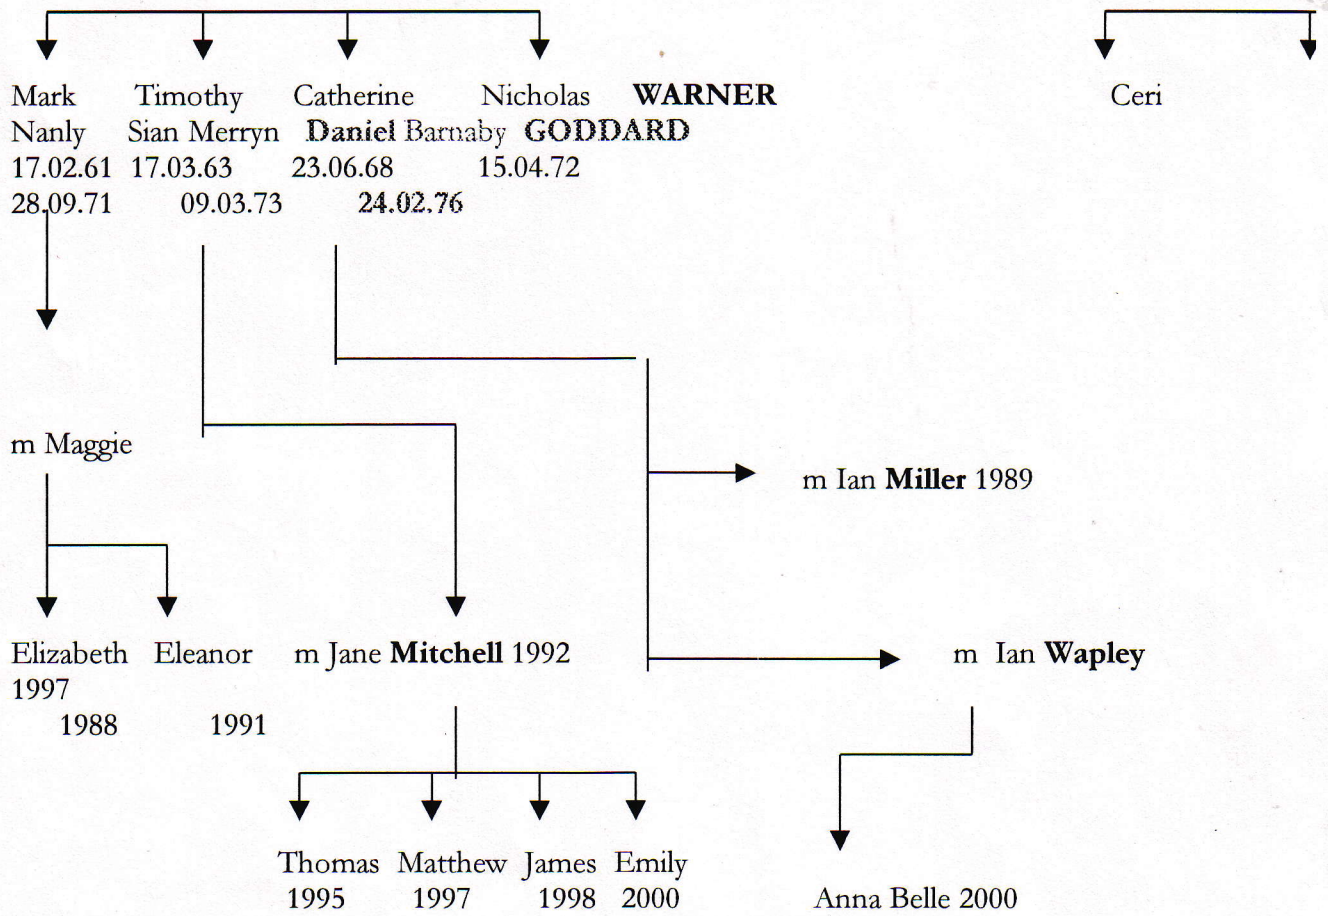 Mark Timothy Catherine Nicholas WARNER Ceri
Nanly Sian Merryn Daniel Barnaby GODDARD
17.02.61 17.03.63 23.06.68 15.04.72
28.09.71 09.03.73 24.02.76
m Maggie
m Ian Miller 1989
Elizabeth Eleanor m Jane Mitchell 1992 m Ian Wapley
1997
1988 1991
Thomas Matthew James Emily
1995 1997 1998 2000 Anna Belle 2000